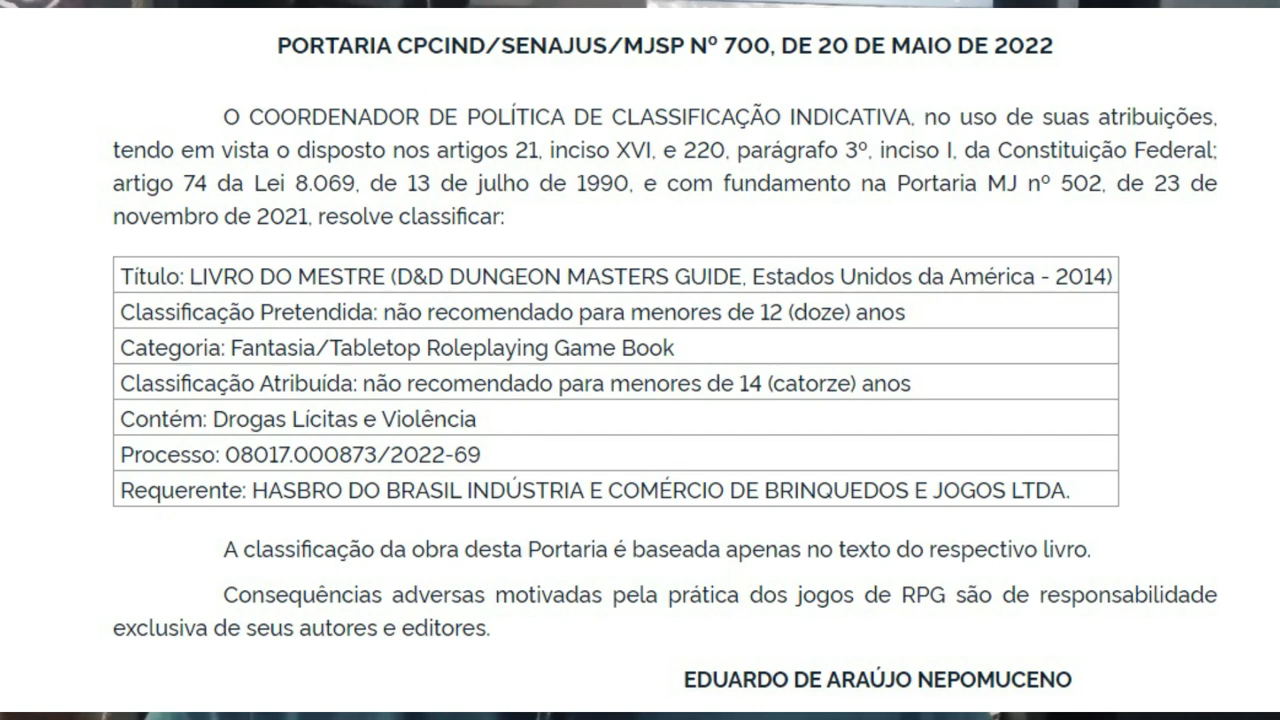 PORTARIA CPCIND/SENAJUS/MJSP Nº 700, DE 20 DE MAIO DE 2022
O COORDENADOR DE POLÍTICA DE CLASSIFICAÇÃO INDICATIVA, no uso de suas atribuições,
tendo em vista o disposto nos artigos 21, inciso XVI, e 220, parágrafo 3º, inciso I, da Constituição Federal;
artigo 74 da Lei 8.069, de 13 de julho de 1990, e com fundamento na Portaria MJ nº 502, de 23 de
novembro de 2021, resolve classificar:
Título: LIVRO DO MESTRE (D&D DUNGEON MASTERS GUIDE, Estados Unidos da América - 2014)
Classificação Pretendida: não recomendado para menores de 12 (doze) anos
Categoria: Fantasia/Tabletop Roleplaying Game Book
Classificação Atribuída: não recomendado para menores de 14 (catorze) anos
Contém: Drogas Lícitas e Violência
Processo: 08017.000873/2022-69
Requerente: HASBRO DO BRASIL INDÚSTRIA E COMÉRCIO DE BRINQUEDOS E JOGOS LTDA.
A classificação da obra desta Portaria é baseada apenas no texto do respectivo livro.
Consequências adversas motivadas pela prática dos jogos de RPG são de responsabilidade
exclusiva de seus autores e editores.
EDUARDO DE ARAÚJO NEPOMUCENO